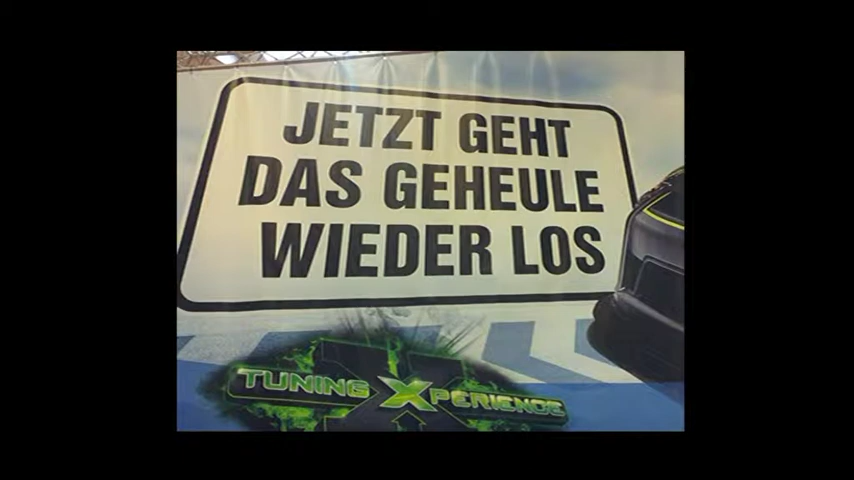 JETZT GEHT
DAS GEHEULE
WIEDER LOS
TUNING XPERIENCE